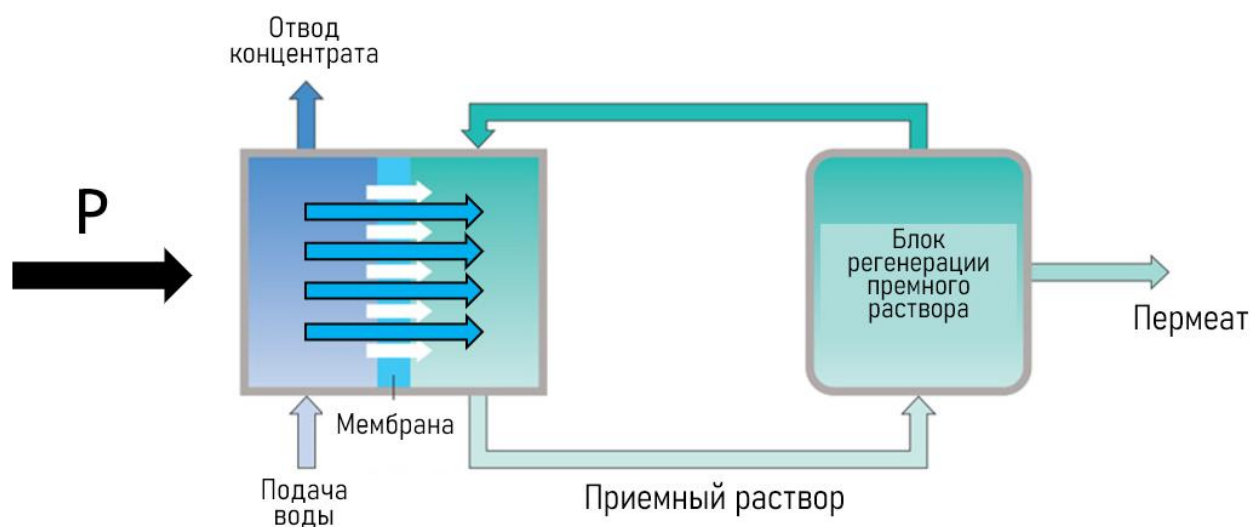 Отвод
концентрата
P
Блок
регенерации
премного
раствора
Пермеат
Мембрана
Подача
воды
Приемный раствор